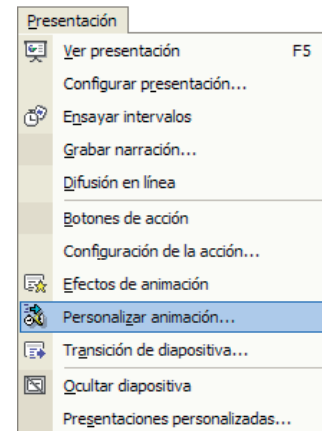 Presentación
Ver presentación F5
Configurar presentación...
Ensayar intervalos
Grabar narración...
Difusión en línea
Botones de acción
Configuración de la acción...
Efectos de animación
Personalizar animación...
Transición de diapositiva...
Ocultar diapositiva
Presentaciones personalizadas...